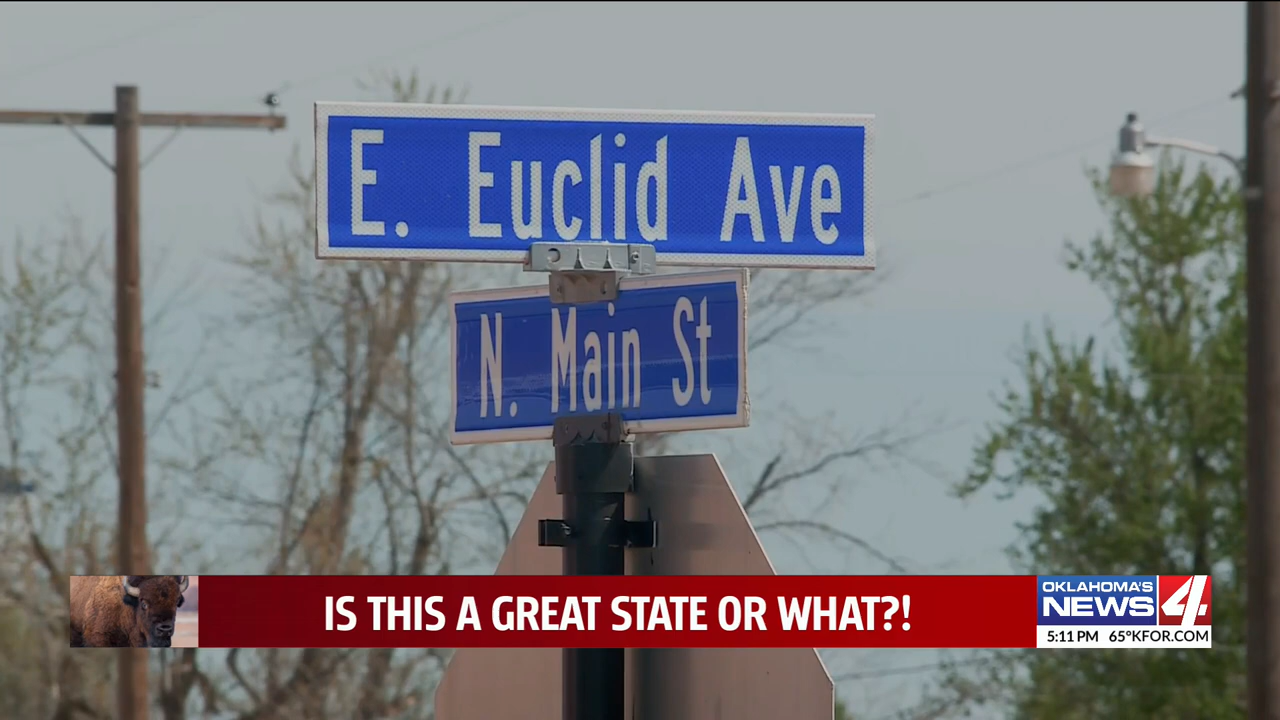 E. Euclid Ave
N. Main St
IS THIS A GREAT STATE OR WHAT?!
OKLAHOMA'S
NEWS 4
5:11 PM 65° KFOR.COM